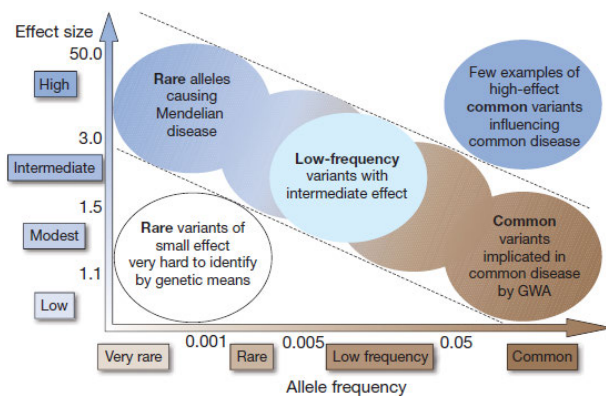 Effect size
50.0
High
3.0
Intermediate
1.5
Modest
1.1
Low
Rare alleles
causing
Mendelian
disease
Few examples of
high-effect
common variants
influencing
common disease
Low-frequency
variants with
intermediate effect
Rare variants of
small effect
very hard to identify
by genetic means
Common
variants
implicated in
common disease
by GWA
0.001
0.005
0.05
Very rare
Rare
Low frequency
Common
Allele frequency